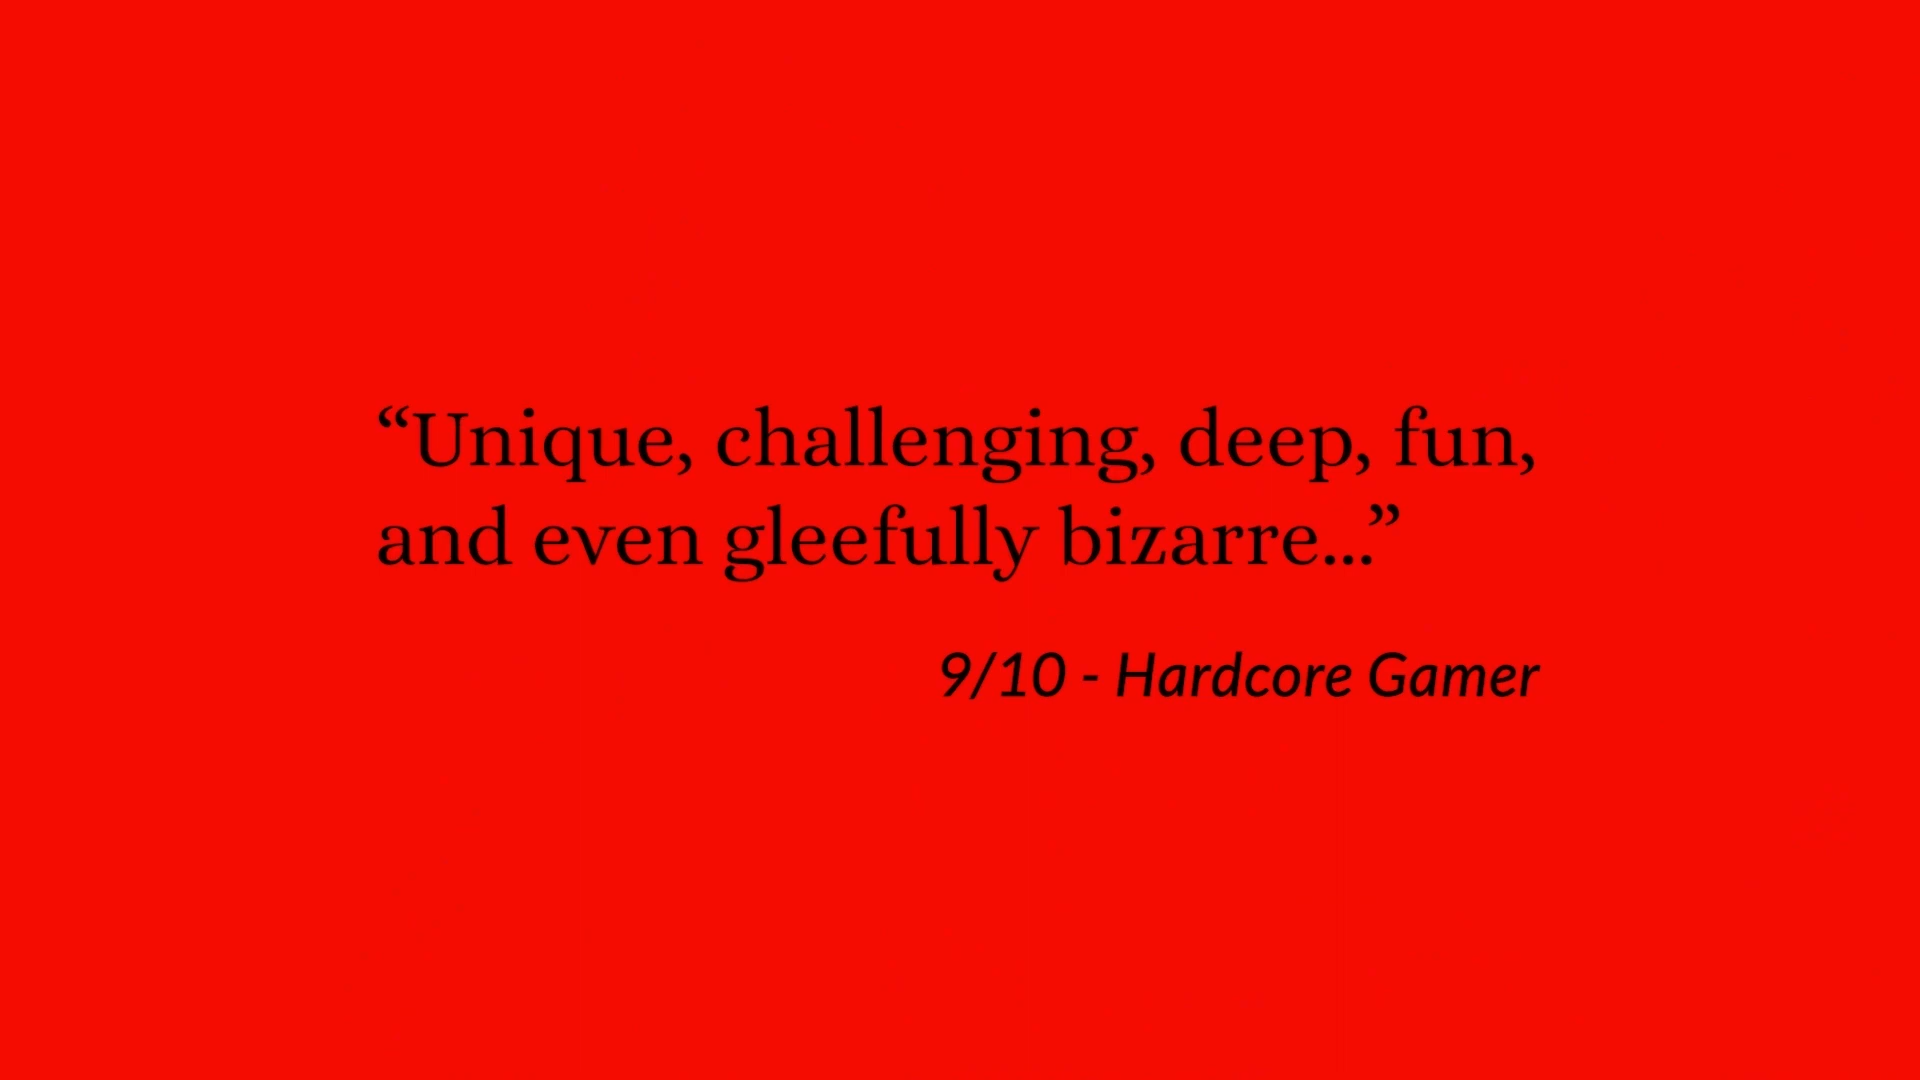 “Unique, challenging, deep, fun,
and even gleefully bizarre...”
9/10 - Hardcore Gamer